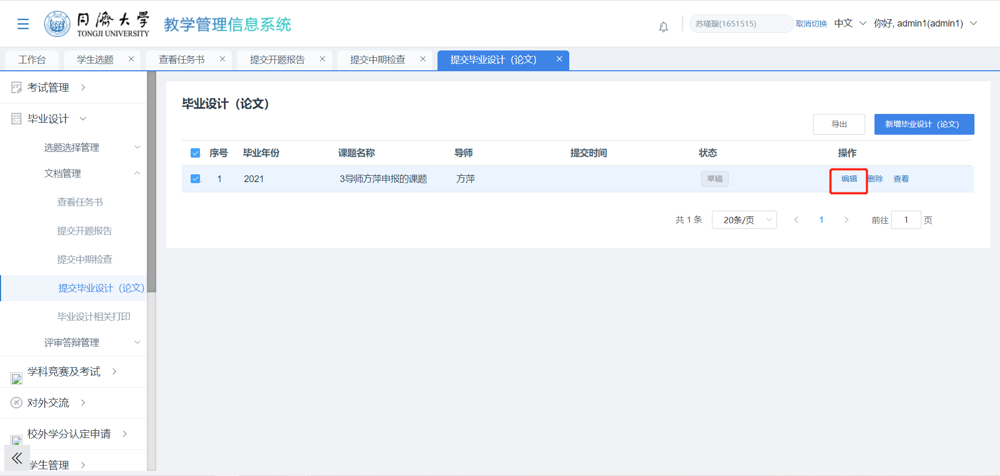 同濟大学
TONGJI UNIVERSITY
教学管理信息系统
苏瑾璇(1651515)
取消切换
中文
你好, admin1(admin1)
工作台
学生选题
查看任务书
提交开题报告
提交中期检查
提交毕业设计（论文）
考试管理
毕业设计
选题选择管理
文档管理
查看任务书
提交开题报告
提交中期检查
提交毕业设计（论文）
毕业设计相关打印
评审答辩管理
学科竞赛及考试
对外交流
校外学分认定申请
学生管理
毕业设计（论文）
导出
新增毕业设计（论文）
序号 毕业年份 课题名称 导师 提交时间 状态 操作
1 2021 3导师方萍申报的课题 方萍 草稿 编辑 删除 查看
共 1 条 20条/页 1 前往 1 页